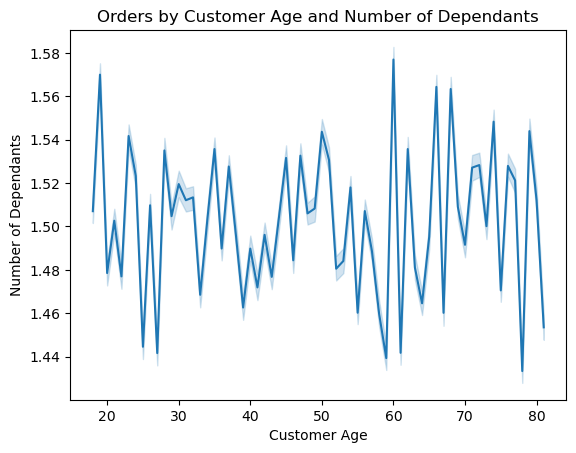 Orders by Customer Age and Number of Dependants
Number of Dependants
1.58
1.56
1.54
1.52
1.50
1.48
1.46
1.44
20 30 40 50 60 70 80
Customer Age